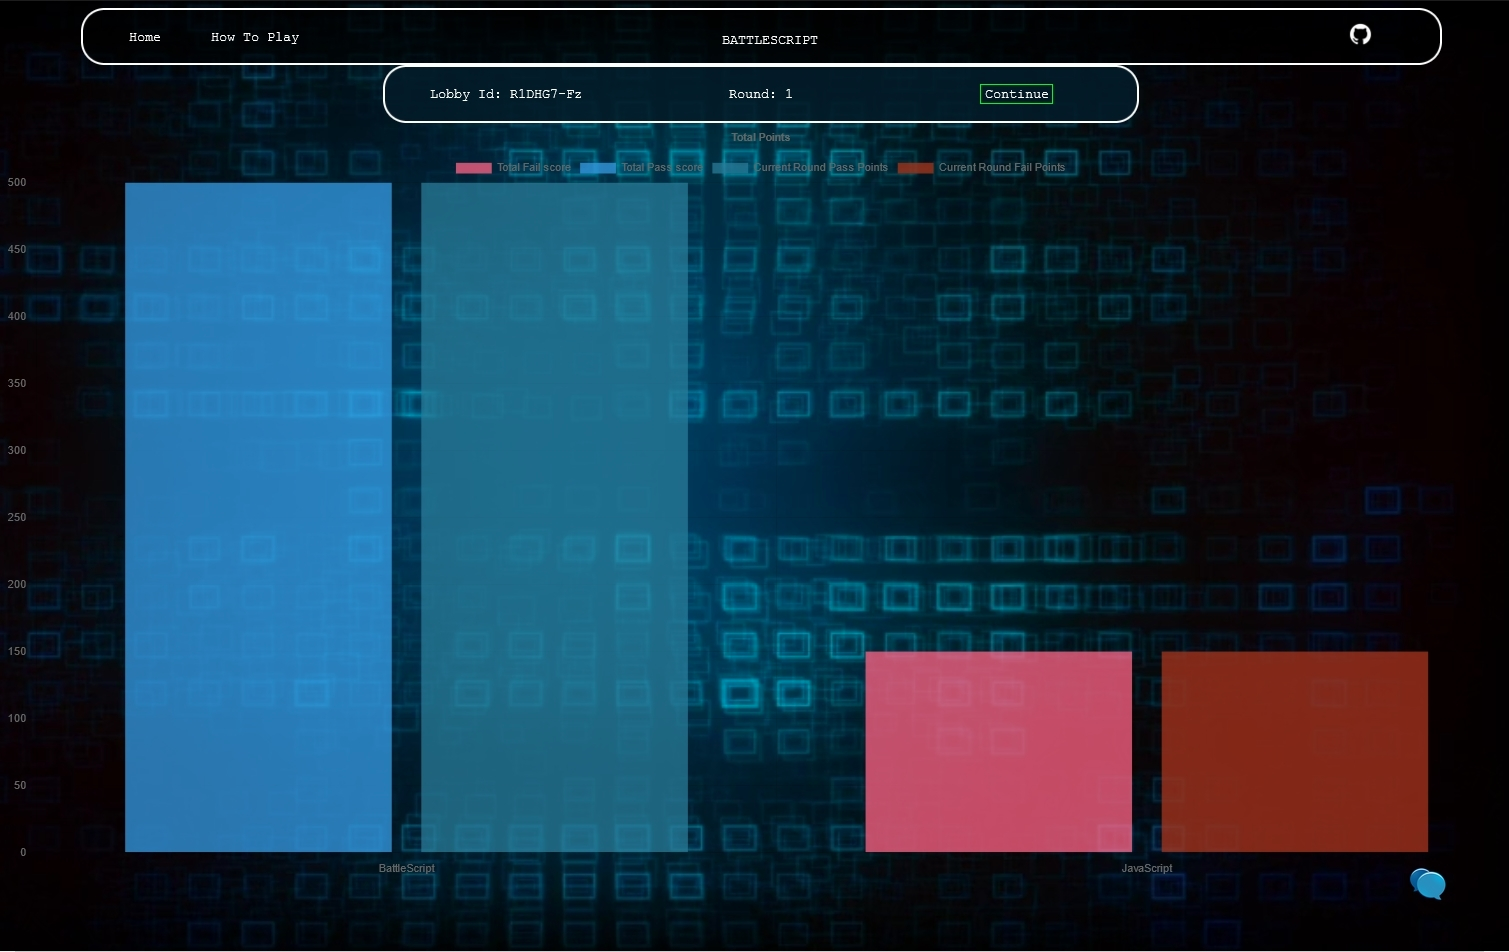 Home How To Play BATTLESCRIPT
Lobby Id: R1DHG7-Fz Round: 1 Continue
Total Points
Total Fail score Total Pass score Current Round Pass Points Current Round Fail Points
500
450
400
350
300
250
200
150
100
50
0
BattleScript JavaScript